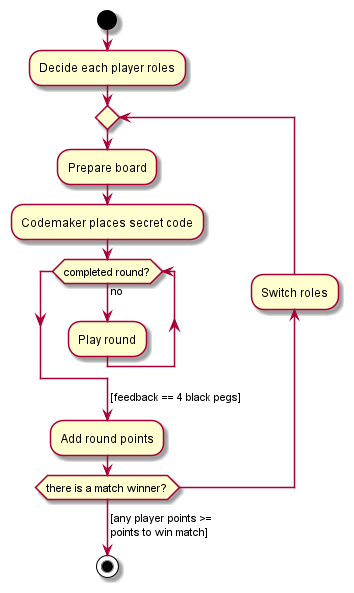 Decide each player roles
Prepare board
Codemaker places secret code
completed round?
no
Switch roles
Play round
[feedback == 4 black pegs]
Add round points
there is a match winner?
[any player points >=
points to win match]